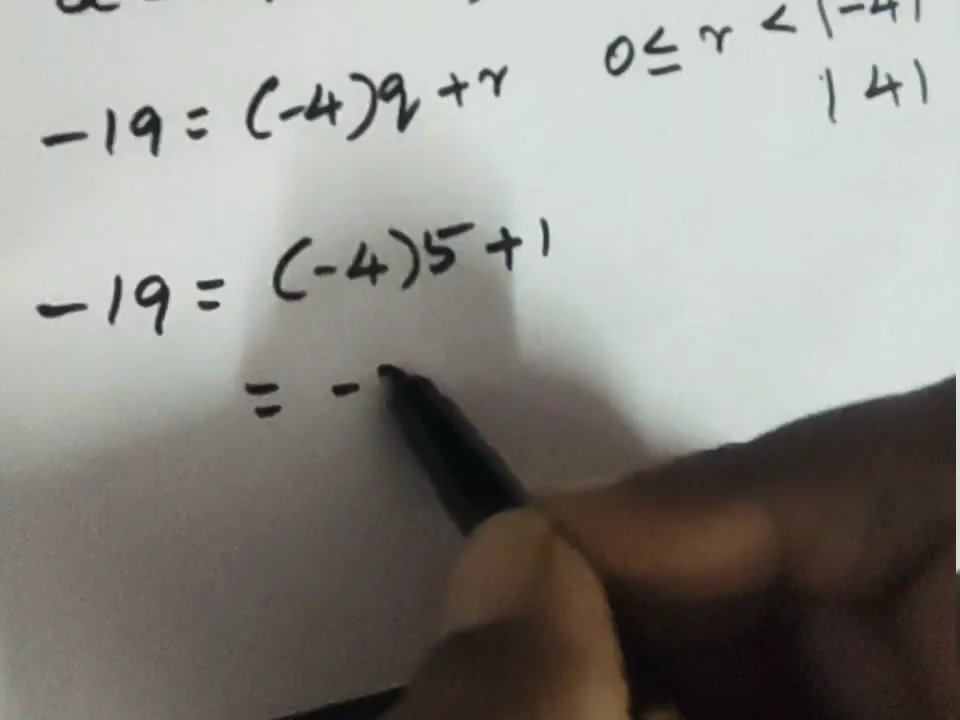 -19 = (-4)q + r 0 ≤ r < |-4|
|4|
-19 = (-4)5 + 1
= -